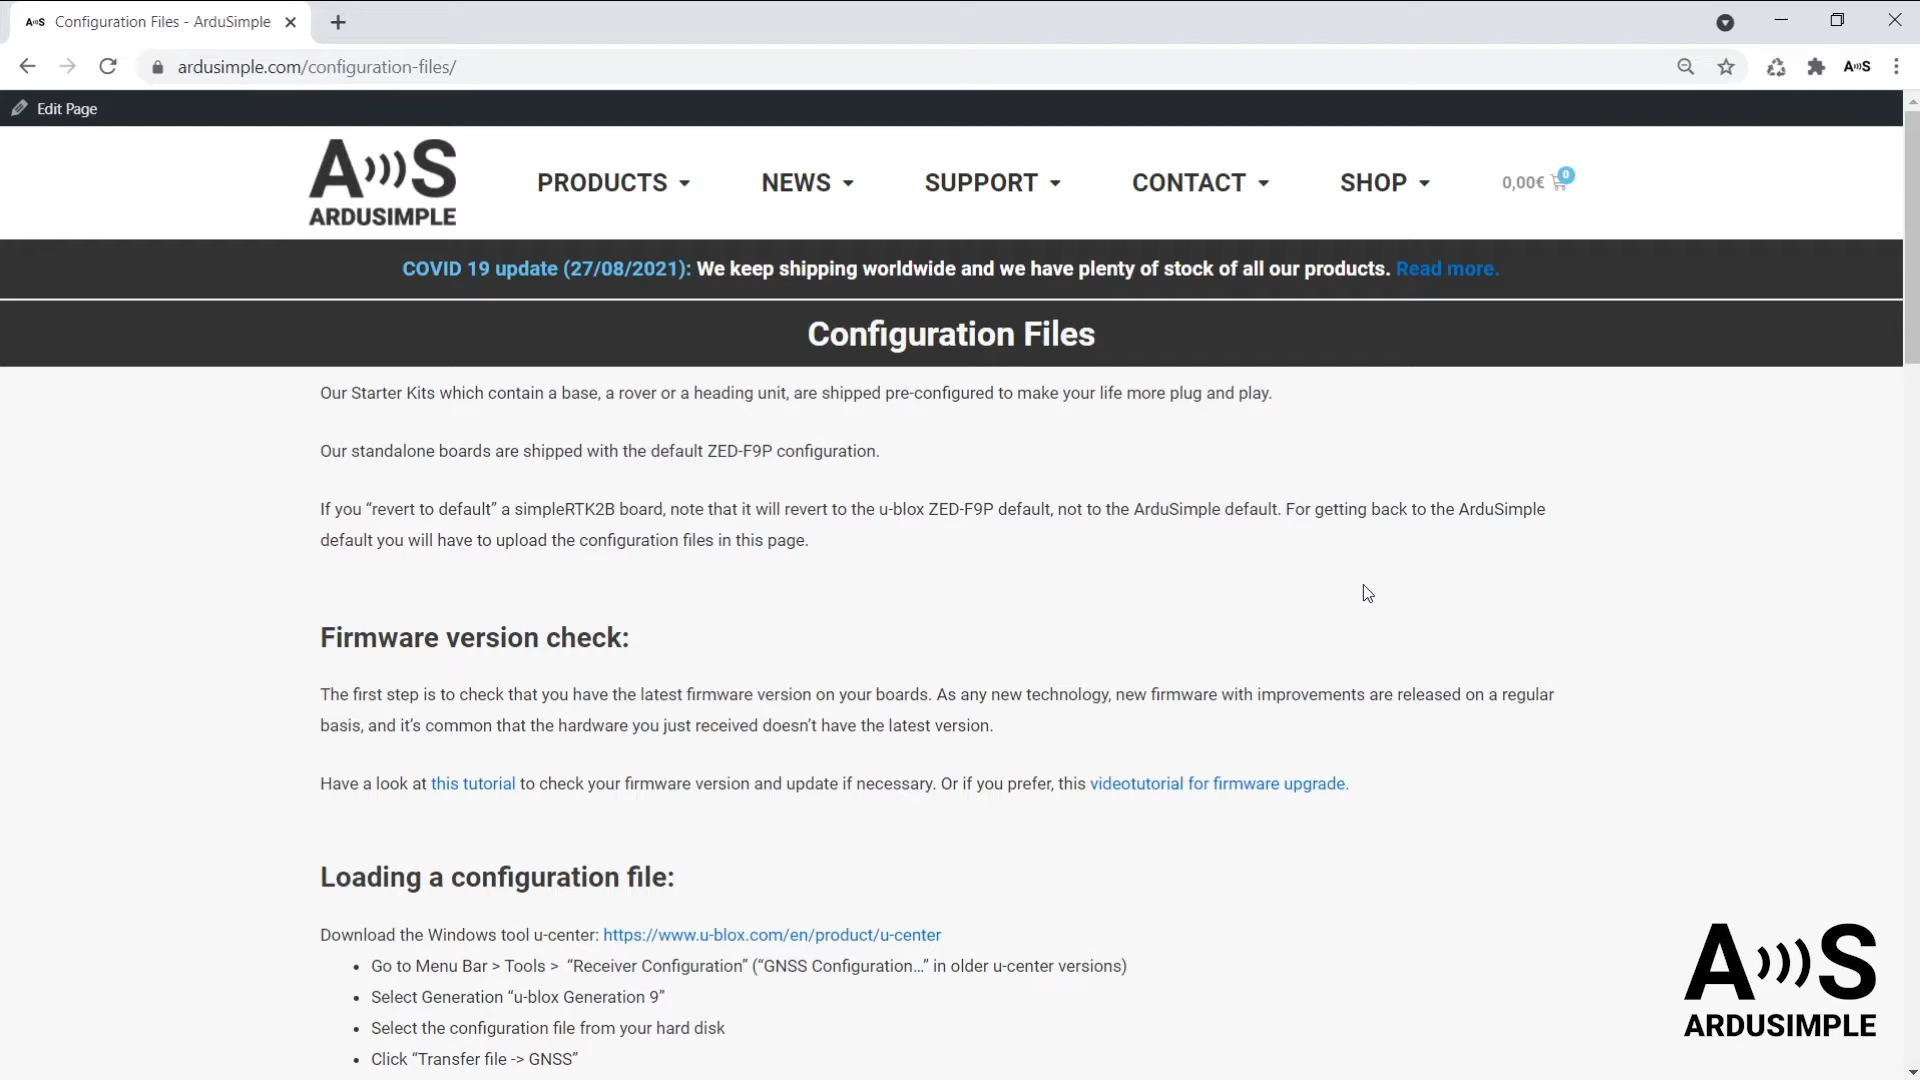 A·))S Configuration Files - ArduSimple
ardusimple.com/configuration-files/
A·))S
Edit Page
A)))S
ARDUSIMPLE
PRODUCTS
NEWS
SUPPORT
CONTACT
SHOP
0,00€
0
COVID 19 update (27/08/2021): We keep shipping worldwide and we have plenty of stock of all our products. Read more.
Configuration Files
Our Starter Kits which contain a base, a rover or a heading unit, are shipped pre-configured to make your life more plug and play.
Our standalone boards are shipped with the default ZED-F9P configuration.
If you “revert to default” a simpleRTK2B board, note that it will revert to the u-blox ZED-F9P default, not to the ArduSimple default. For getting back to the ArduSimple
default you will have to upload the configuration files in this page.
Firmware version check:
The first step is to check that you have the latest firmware version on your boards. As any new technology, new firmware with improvements are released on a regular
basis, and it’s common that the hardware you just received doesn’t have the latest version.
Have a look at this tutorial to check your firmware version and update if necessary. Or if you prefer, this videotutorial for firmware upgrade.
Loading a configuration file:
Download the Windows tool u-center: https://www.u-blox.com/en/product/u-center
• Go to Menu Bar > Tools > “Receiver Configuration” (“GNSS Configuration…” in older u-center versions)
• Select Generation “u-blox Generation 9”
• Select the configuration file from your hard disk
• Click “Transfer file -> GNSS”
A)))S
ARDUSIMPLE